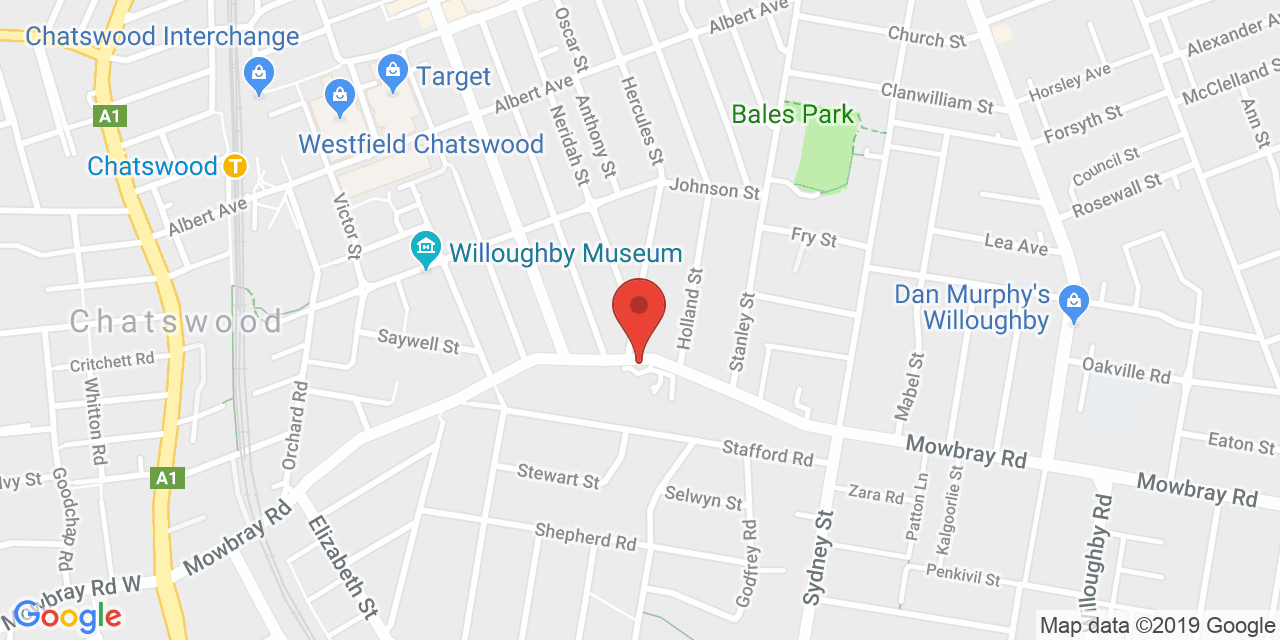 Oscar St
Albert Ave
Church St
Alexander A
Chatswood Interchange
Target
Horsley Ave
McClelland S
Albert Ave
Hercules St
Clanwilliam St
A1
Bales Park
Forsyth St
Ann St
Anthony St
Neridah St
Westfield Chatswood
Chatswood
T
Council St
Johnson St
Rosewall St
Albert Ave
Victor St
Fry St
Lea Ave
Willoughby Museum
Holland St
Stanley St
Dan Murphy's
Willoughby
Chatswood
Saywell St
Critchett Rd
Oakville Rd
Whitton Rd
Orchard Rd
Mabel St
Stafford Rd
Mowbray Rd
Eaton St
A1
lvy St
Goodchap Rd
Stewart St
Selwyn St
Zara Rd
Patton Ln
Kalgoorlie St
Mowbray Rd
Mowbray Rd
Elizabeth St
Shepherd Rd
Godfrey Rd
Sydney St
Willoughby Rd
Penkivil St
Mowbray Rd W
Google
Map data ©2019 Google